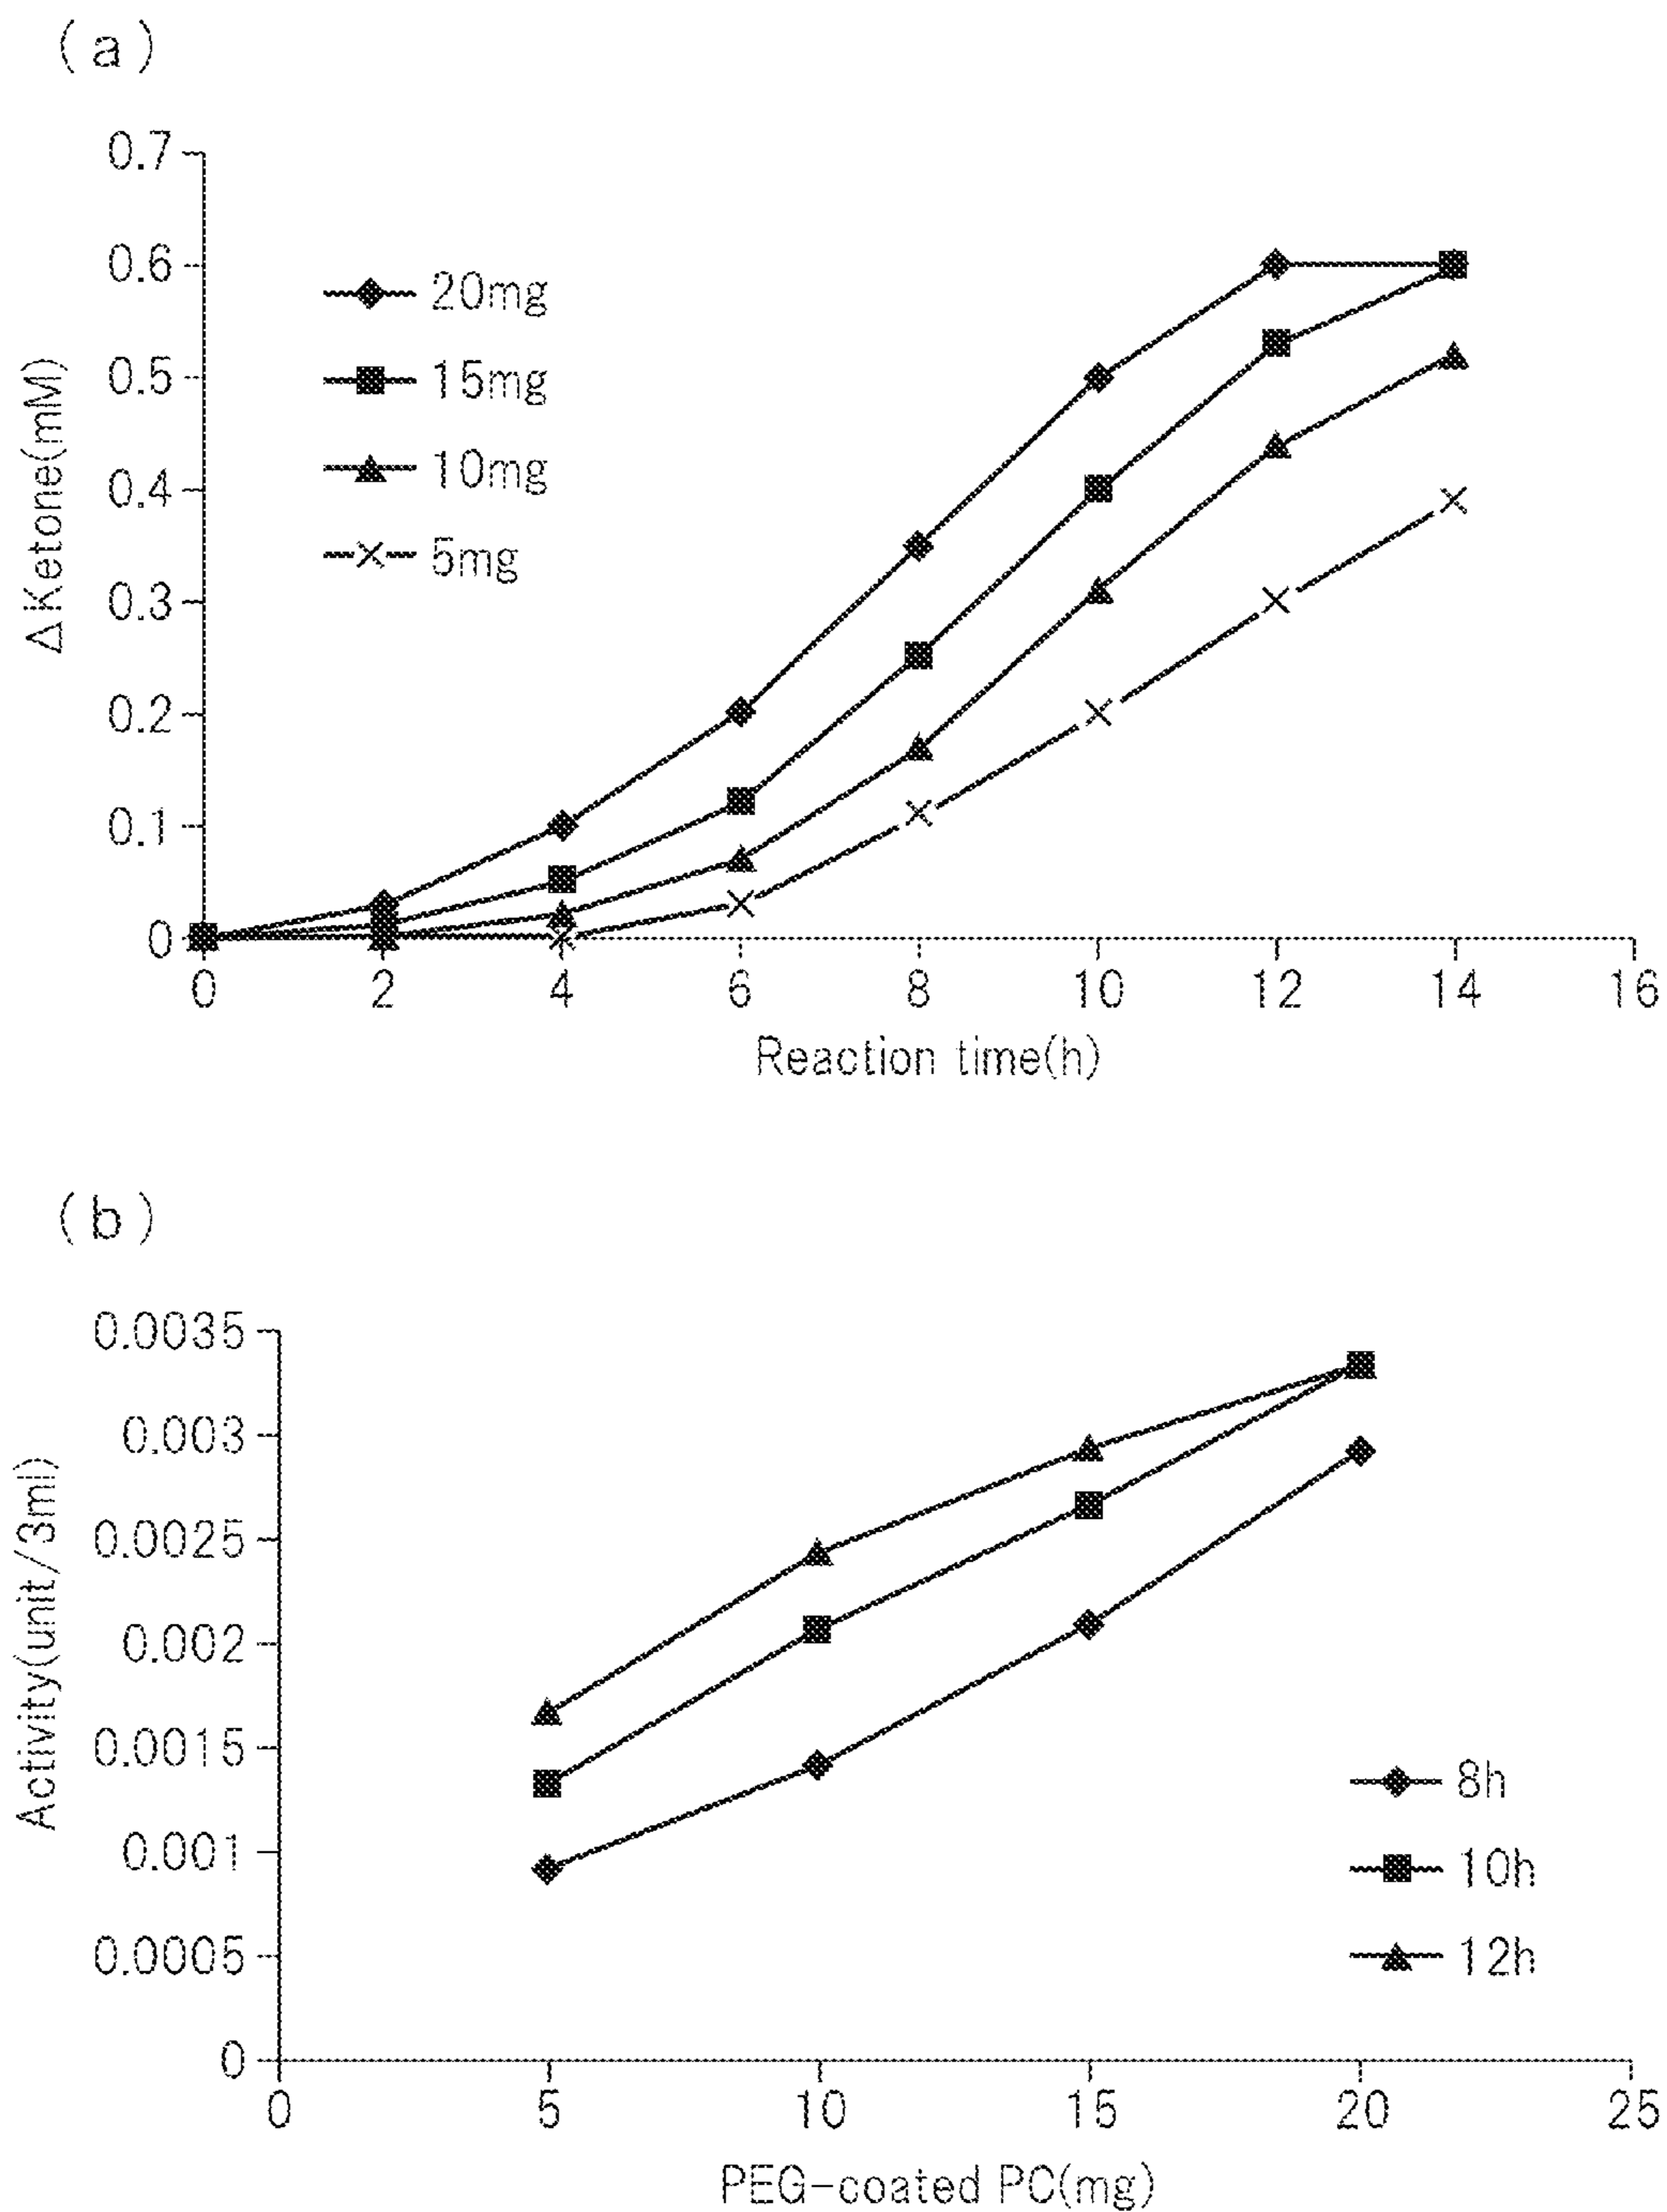 (a)
0.7
0.6
0.5
0.4
0.3
0.2
0.1
0
ΔKetone(mM)
20mg
15mg
10mg
5mg
0 2 4 6 8 10 12 14 16
Reaction time(h)
(b)
0.0035
0.003
0.0025
0.002
0.0015
0.001
0.0005
0
Activity(unit/3ml)
8h
10h
12h
0 5 10 15 20 25
PEG-coated PC(mg)